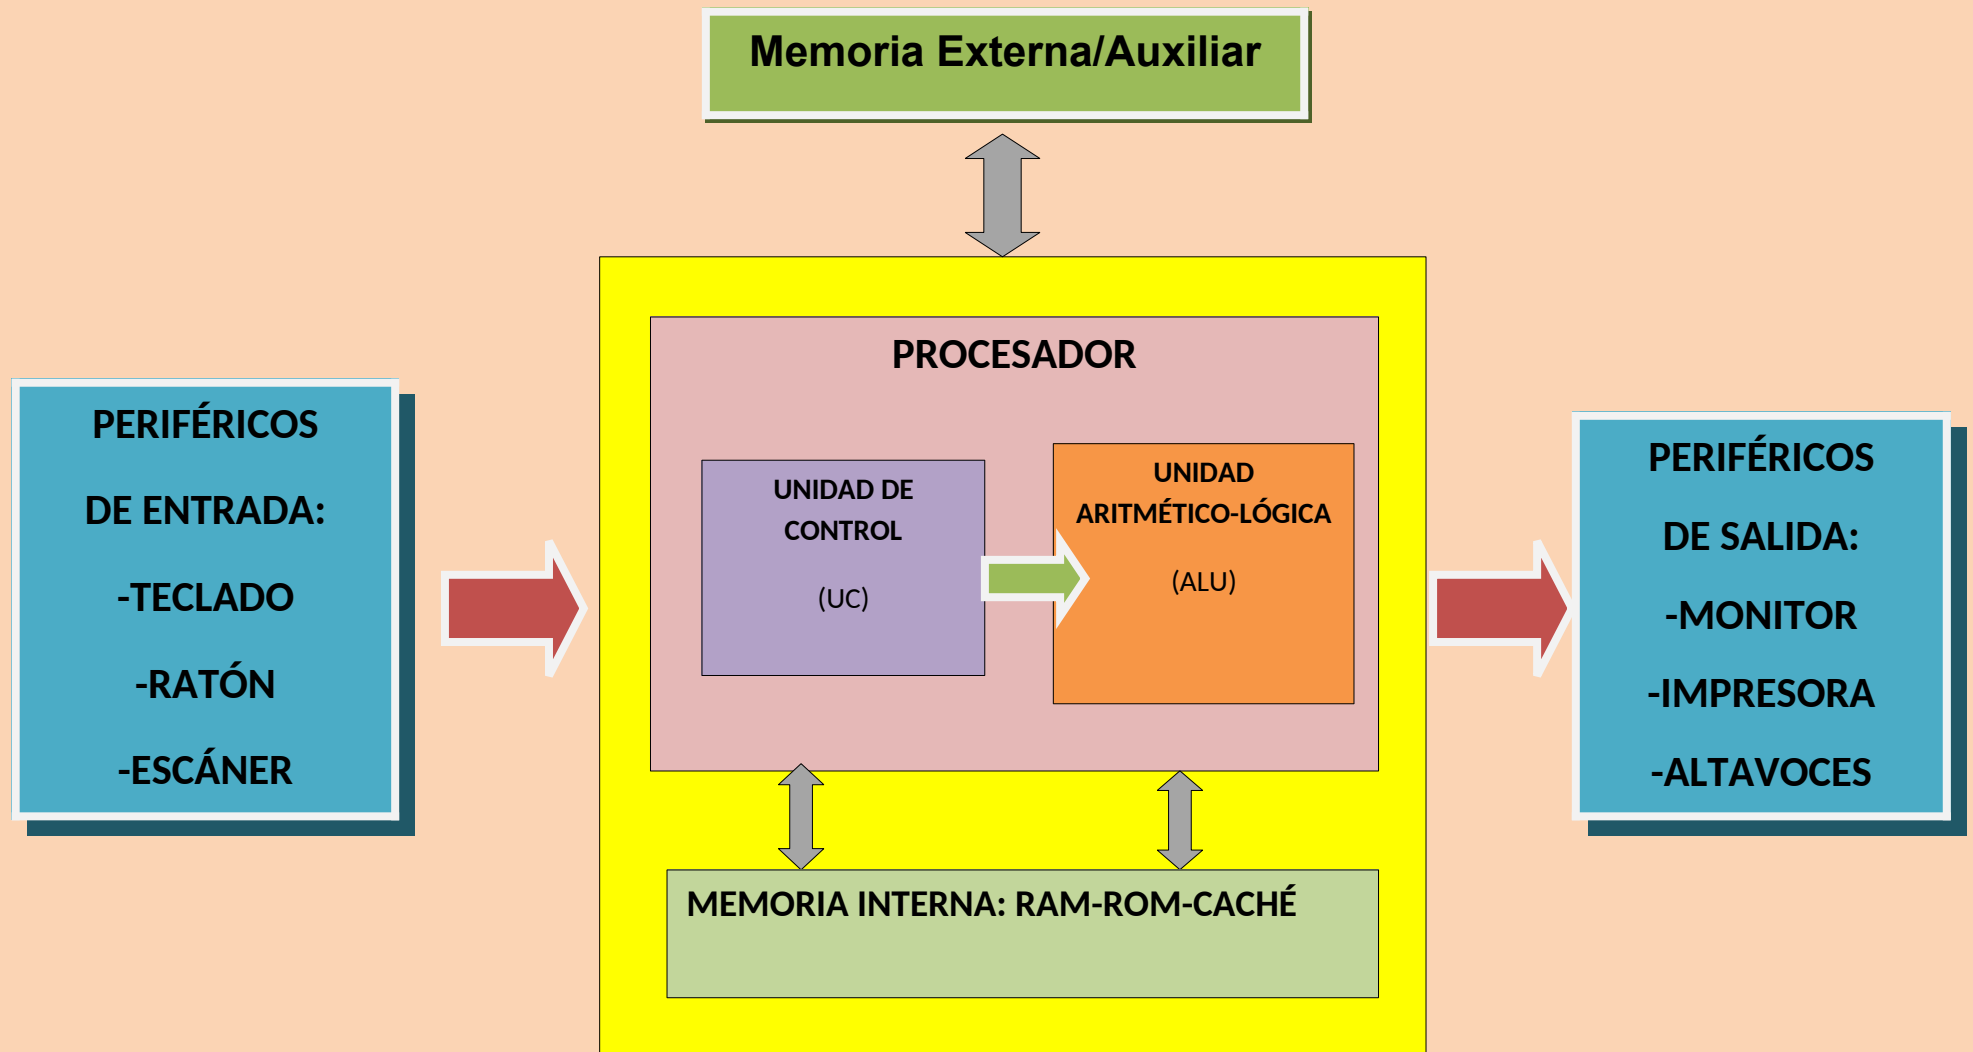 Memoria Externa/Auxiliar
PERIFÉRICOS
DE ENTRADA:
-TECLADO
-RATÓN
-ESCÁNER
PROCESADOR
UNIDAD DE
CONTROL
(UC)
UNIDAD
ARITMÉTICO-LÓGICA
(ALU)
MEMORIA INTERNA: RAM-ROM-CACHÉ
PERIFÉRICOS
DE SALIDA:
-MONITOR
-IMPRESORA
-ALTAVOCES